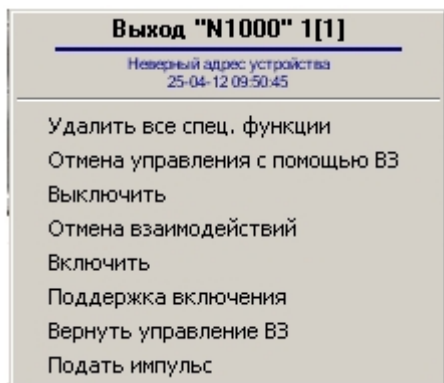 Выход "N1000" 1[1]
Неверный адрес устройства
25-04-12 09:50:45
Удалить все спец. функции
Отмена управления с помощью ВЗ
Выключить
Отмена взаимодействий
Включить
Поддержка включения
Вернуть управление ВЗ
Подать импульс